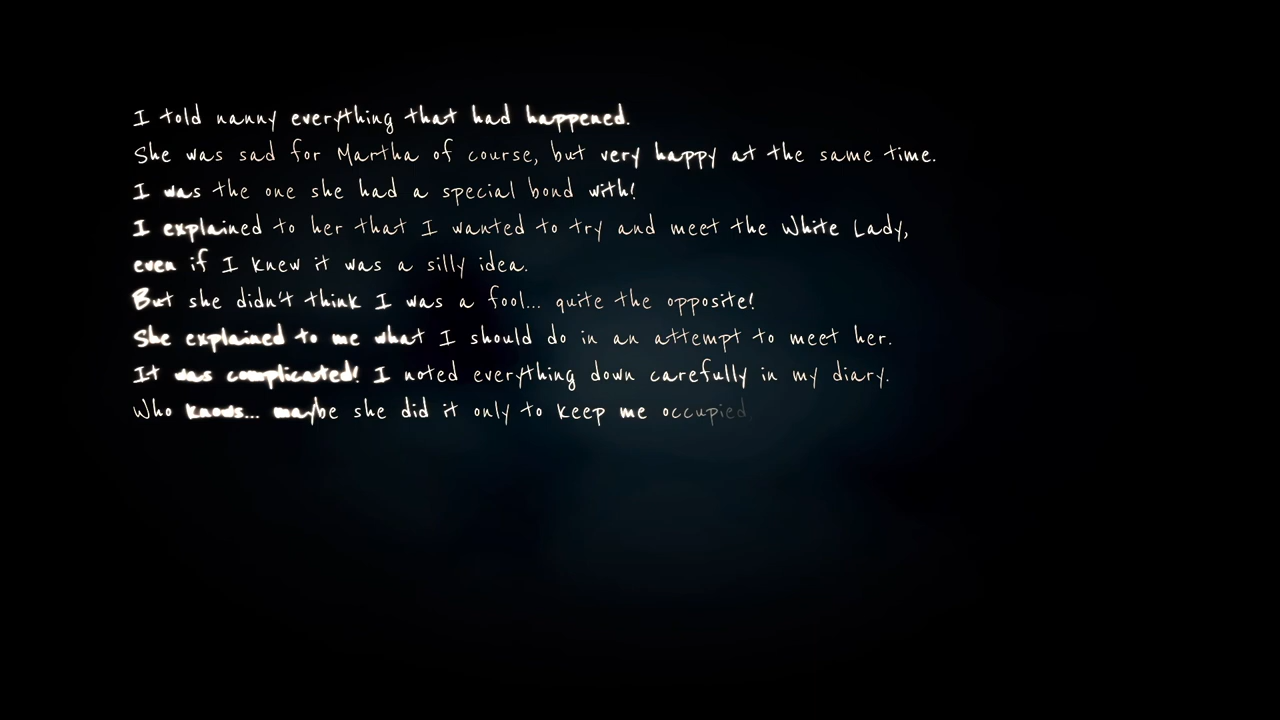 I told nanny everything that had happened.
She was sad for Martha of course, but very happy at the same time.
I was the one she had a special bond with!
I explained to her that I wanted to try and meet the White Lady,
even if I knew it was a silly idea.
But she didn't think I was a fool... quite the opposite!
She explained to me what I should do in an attempt to meet her.
It was complicated! I noted everything down carefully in my diary.
Who knows... maybe she did it only to keep me occupied.